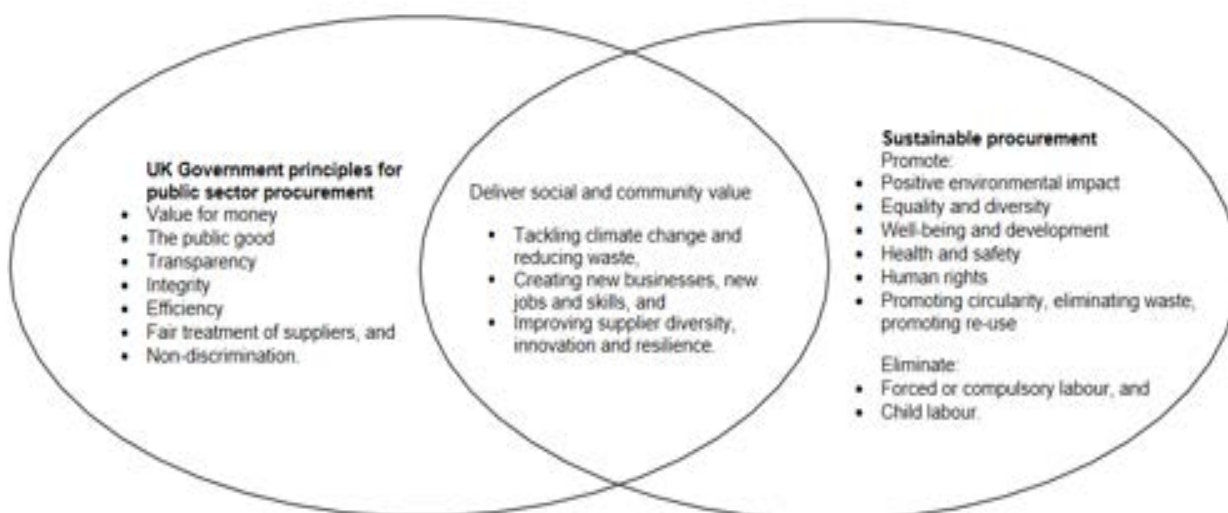 UK Government principles for
public sector procurement
• Value for money
• The public good
• Transparency
• Integrity
• Efficiency
• Fair treatment of suppliers, and
• Non-discrimination.
Deliver social and community value
• Tackling climate change and
reducing waste,
• Creating new businesses, new
jobs and skills, and
• Improving supplier diversity,
innovation and resilience.
Sustainable procurement
Promote:
• Positive environmental impact
• Equality and diversity
• Well-being and development
• Health and safety
• Human rights
• Promoting circularity, eliminating waste,
promoting re-use
Eliminate:
• Forced or compulsory labour, and
• Child labour.